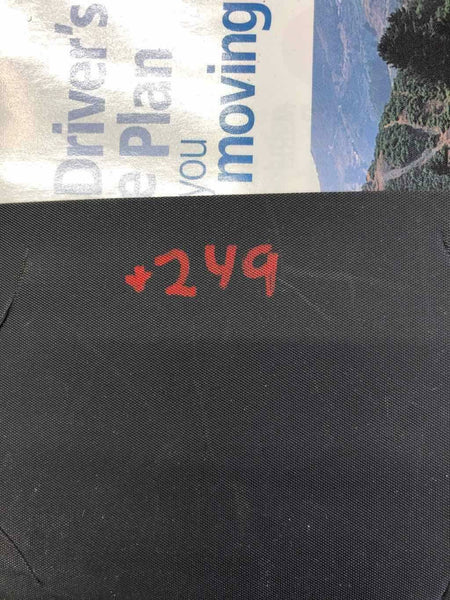 Driver's
e Plan
you
moving
*249